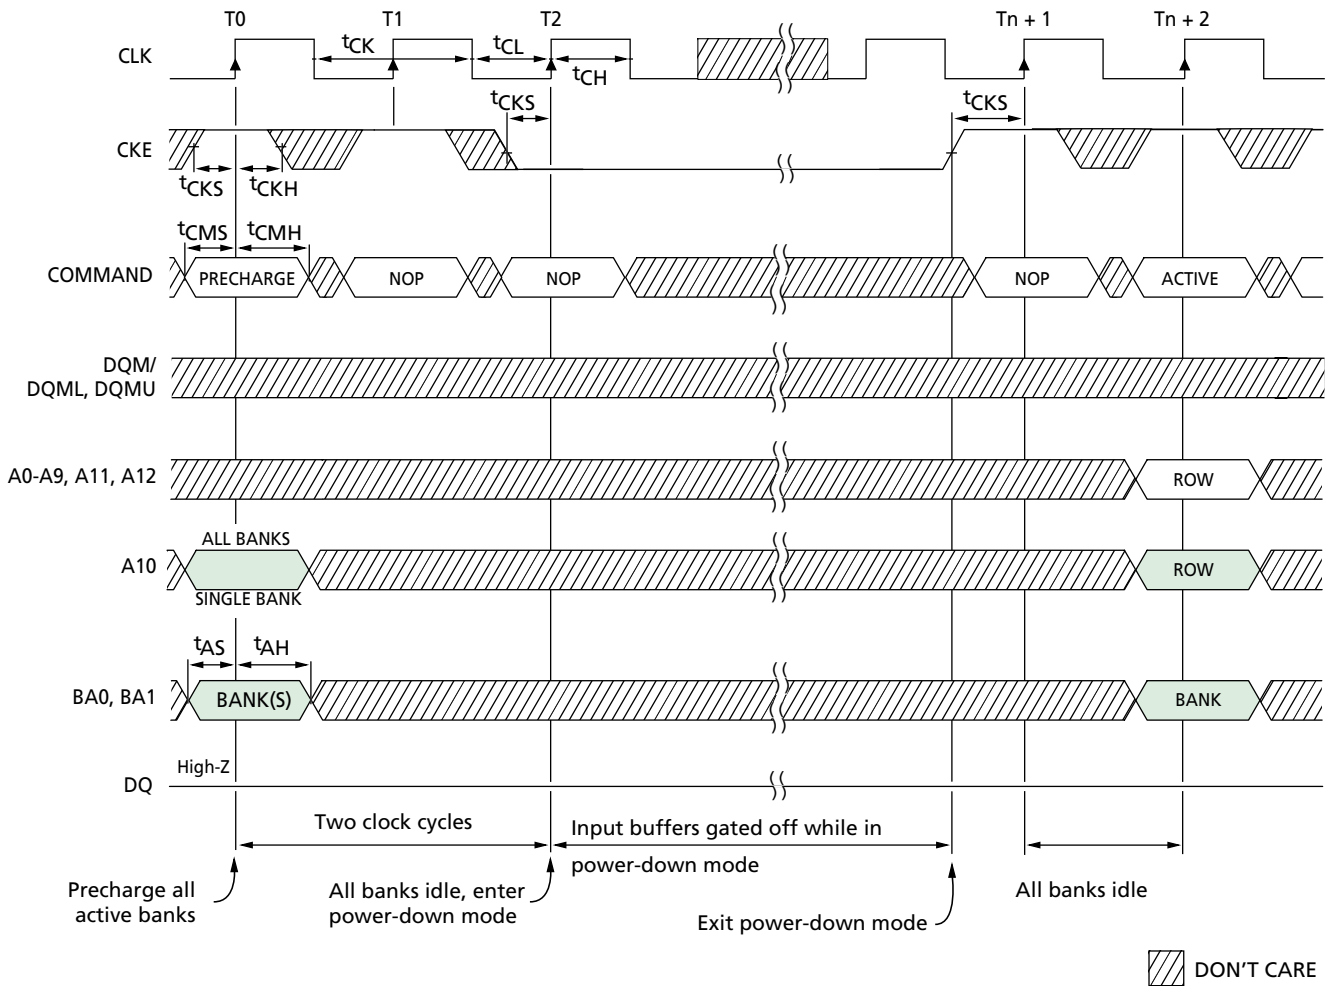 T0 T1 T2 Tn + 1 Tn + 2
CLK
tCK tCL tCH
tCKS tCKS
CKE
tCKS tCKH
tCMS tCMH
COMMAND PRECHARGE NOP NOP NOP ACTIVE
DQM/
DQML, DQMU
A0-A9, A11, A12 ROW
ALL BANKS
A10 ROW
SINGLE BANK
tAS tAH
BA0, BA1 BANK(S) BANK
High-Z
DQ
Two clock cycles
Input buffers gated off while in
power-down mode
Precharge all
active banks
All banks idle, enter
power-down mode
Exit power-down mode
All banks idle
DON'T CARE